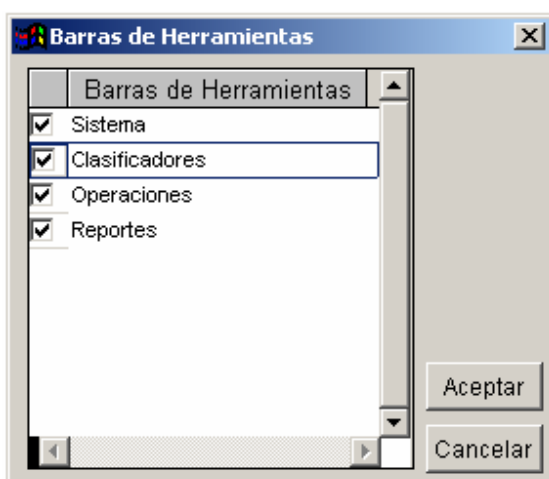 Barras de Herramientas
Barras de Herramientas
Sistema
Clasificadores
Operaciones
Reportes
Aceptar
Cancelar